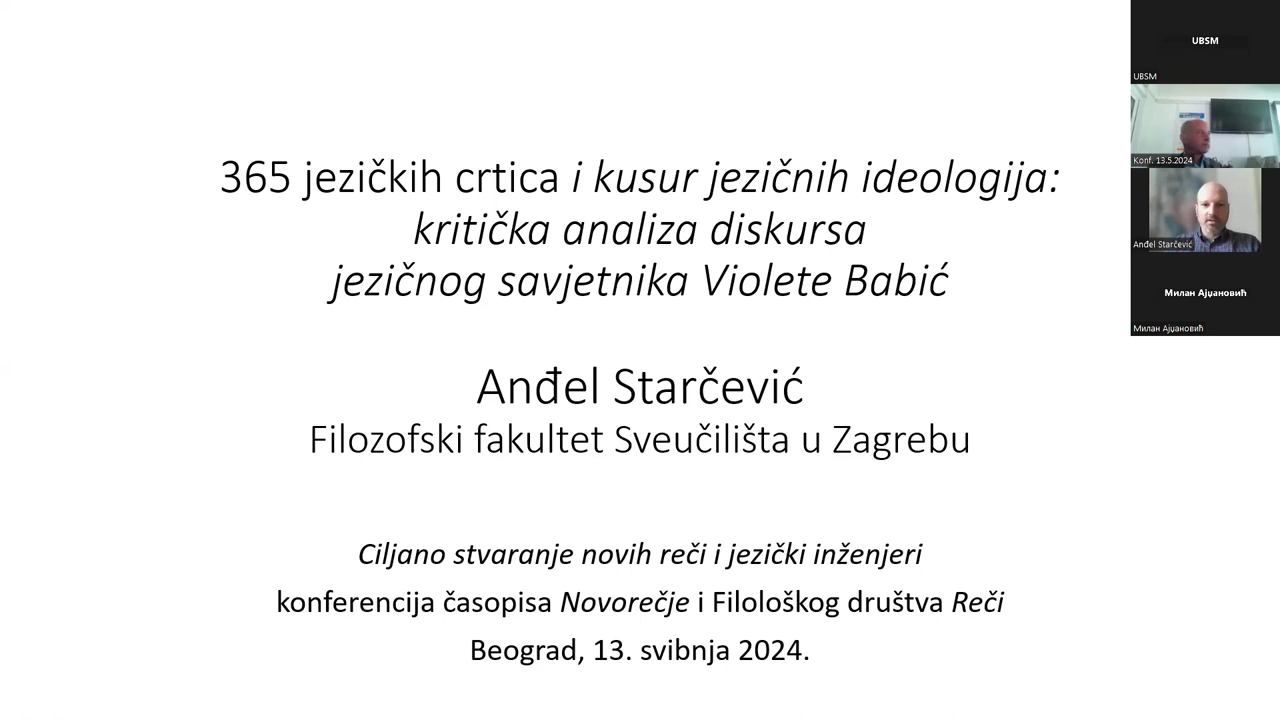 365 jezičkih crtica i kusur jezičnih ideologija:
kritička analiza diskursa
jezičnog savjetnika Violete Babić
Anđel Starčević
Filozofski fakultet Sveučilišta u Zagrebu
Ciljano stvaranje novih reči i jezički inženjeri
konferencija časopisa Novorečje i Filološkog društva Reči
Beograd, 13. svibnja 2024.
UBSM
UBSM
Konf. 13.5.2024
Anđel Starčević
Милан Ајџановић
Милан Ајџановић